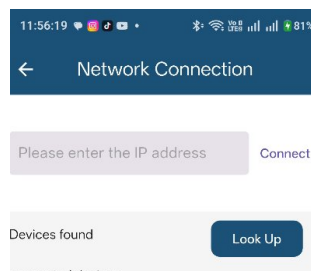 11:56:19 81%
Network Connection
Please enter the IP address Connect
Devices found
Look Up